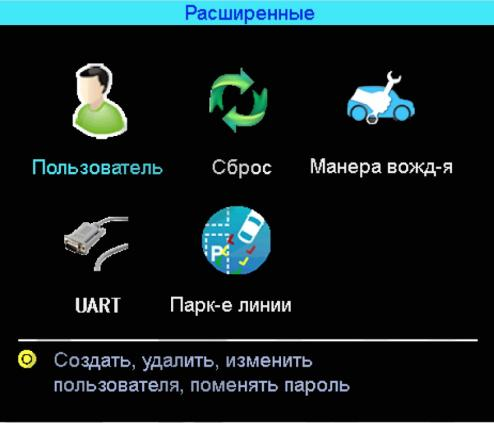 Расширенные
Пользователь
Сброс
Манера вожд-я
P
UART
Парк-е линии
Создать, удалить, изменить
пользователя, поменять пароль